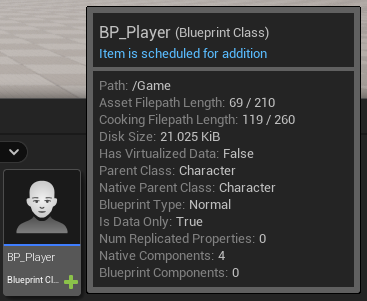 BP_Player (Blueprint Class)
Item is scheduled for addition
Path: /Game
Asset Filepath Length: 69 / 210
Cooking Filepath Length: 119 / 260
Disk Size: 21.025 KiB
Has Virtualized Data: False
Parent Class: Character
Native Parent Class: Character
Blueprint Type: Normal
Is Data Only: True
Num Replicated Properties: 0
Native Components: 4
Blueprint Components: 0
BP_Player
Blueprint Cl...